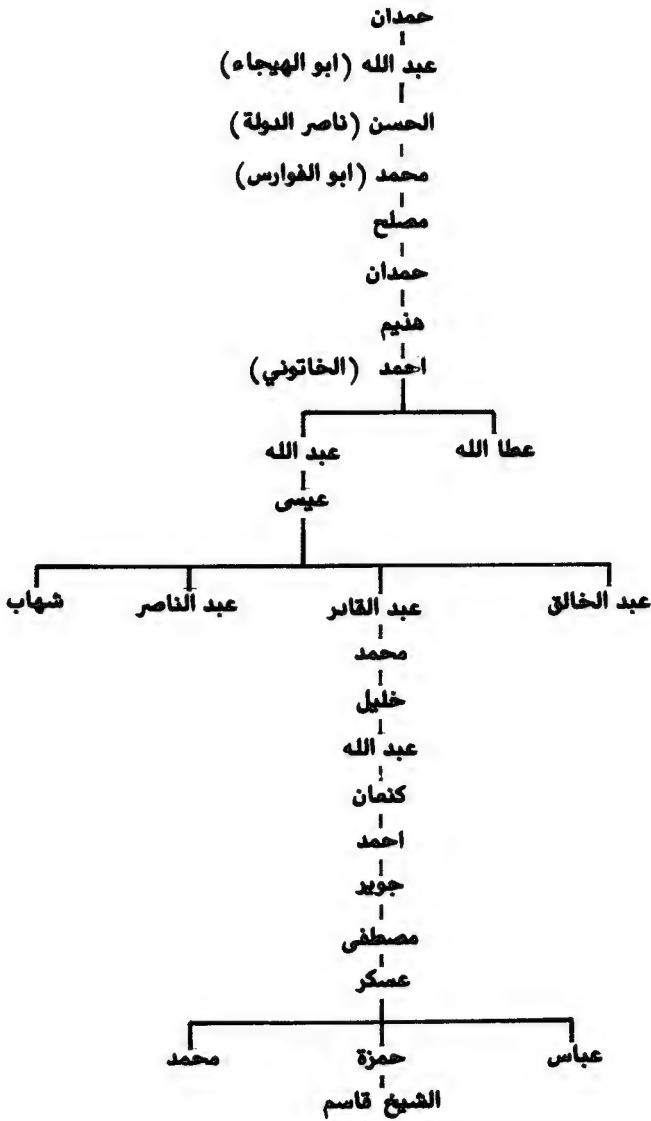 حمدان
عبد الله (ابو الهيجاء)
الحسن (ناصر الدولة)
محمد (ابو الفوارس)
مصلح
حمدان
هنيم
احمد (الخاتوني)
عطا الله عبد الله
عيسى
عبد الخالق عبد القادر عبد الناصر شهاب
محمد
خليل
عبد الله
كنعان
احمد
جوير
مصطفى
عسكر
عباس حمزة محمد
الشيخ قاسم